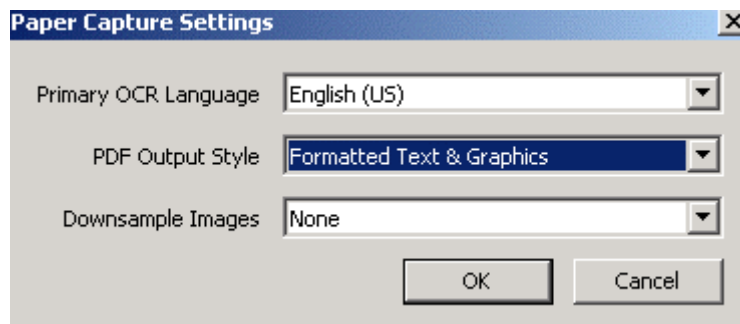 Paper Capture Settings
Primary OCR Language English (US)
PDF Output Style Formatted Text & Graphics
Downsample Images None
OK Cancel